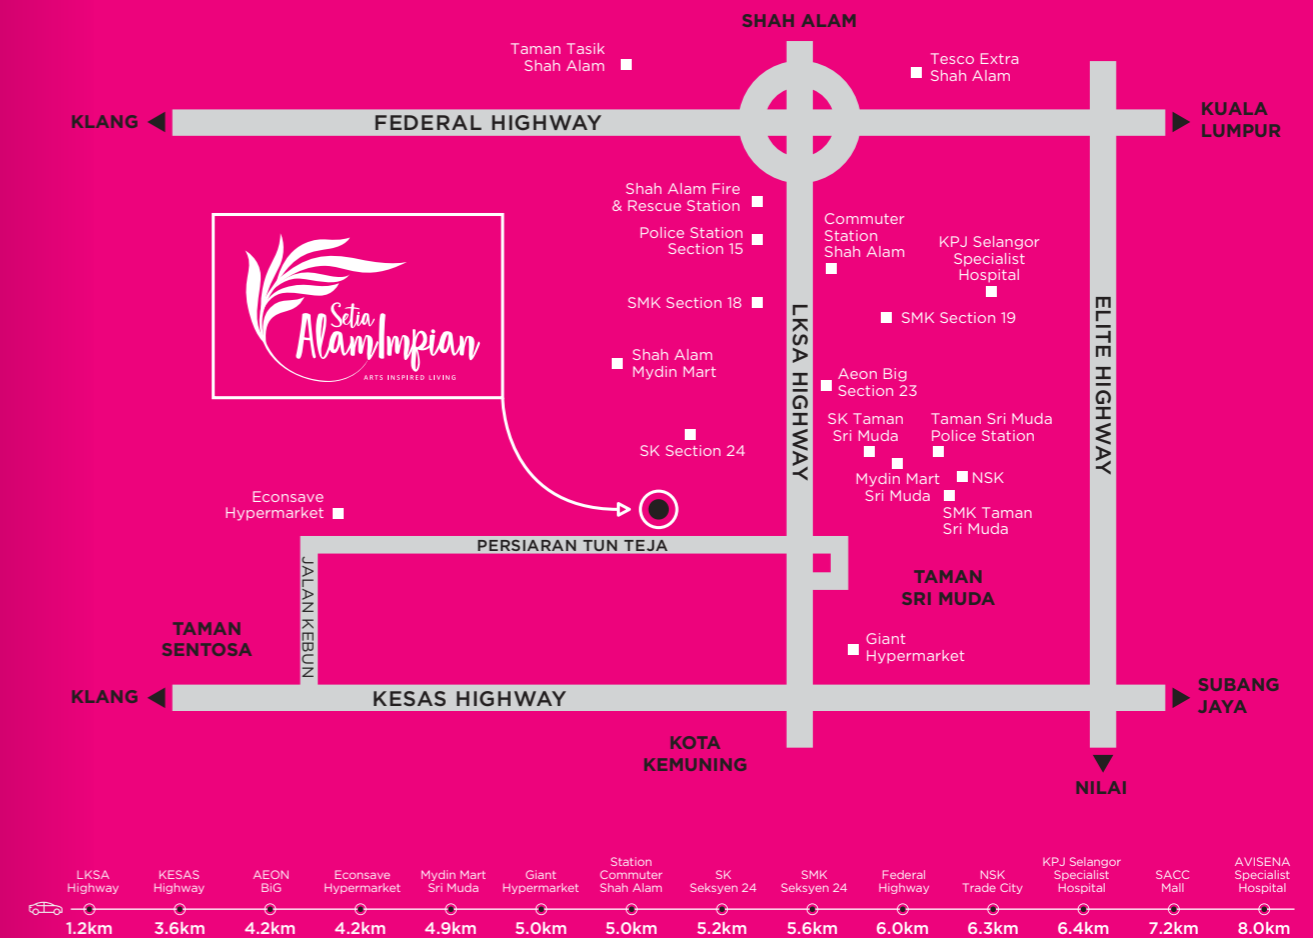 SHAH ALAM
Taman Tasik
Shah Alam
Tesco Extra
Shah Alam
KLANG
FEDERAL HIGHWAY
KUALA
LUMPUR
Shah Alam Fire
& Rescue Station
Police Station
Section 15
Commuter
Station
Shah Alam
KPJ Selangor
Specialist
Hospital
SMK Section 18
SMK Section 19
LKSA HIGHWAY
ELITE HIGHWAY
Setia
AlamImpian
ARTS INSPIRED LIVING
Shah Alam
Mydin Mart
Aeon Big
Section 23
SK Taman
Sri Muda
Taman Sri Muda
Police Station
SK Section 24
Mydin Mart
Sri Muda
NSK
SMK Taman
Sri Muda
Econsave
Hypermarket
PERSIARAN TUN TEJA
JALAN KEBUN
TAMAN
SRI MUDA
TAMAN
SENTOSA
Giant
Hypermarket
KLANG
KESAS HIGHWAY
SUBANG
JAYA
KOTA
KEMUNING
NILAI
LKSA
Highway
KESAS
Highway
AEON
BiG
Econsave
Hypermarket
Mydin Mart
Sri Muda
Giant
Hypermarket
Station
Commuter
Shah Alam
SK
Seksyen 24
SMK
Seksyen 24
Federal
Highway
NSK
Trade City
KPJ Selangor
Specialist
Hospital
SACC
Mall
AVISENA
Specialist
Hospital
1.2km 3.6km 4.2km 4.2km 4.9km 5.0km 5.0km 5.2km 5.6km 6.0km 6.3km 6.4km 7.2km 8.0km